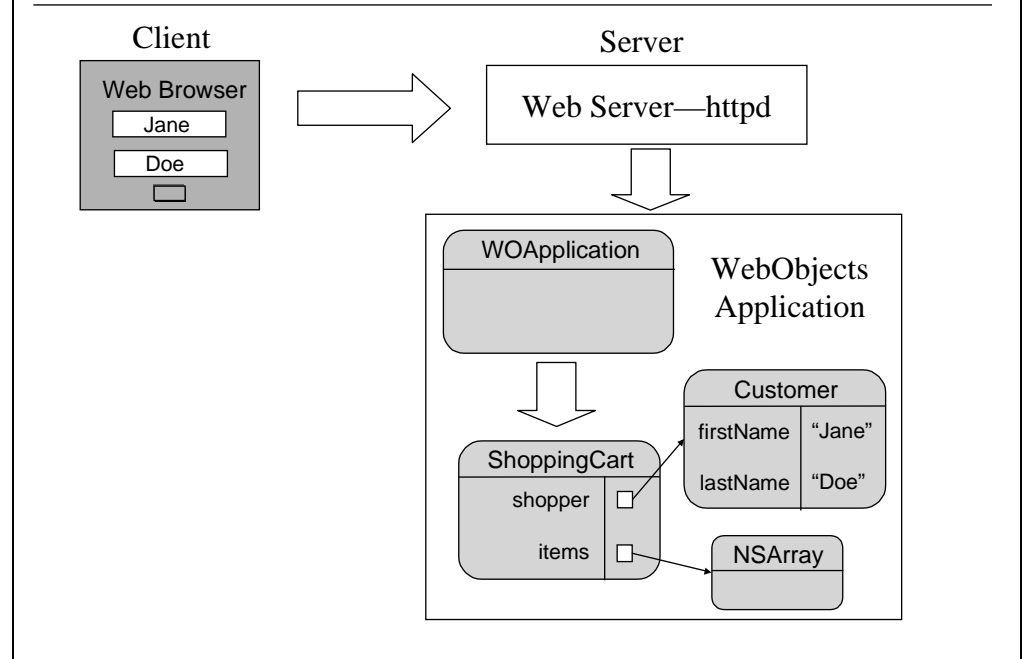 Client
Server
Web Browser
Jane
Doe
Web Server—httpd
WOApplication
WebObjects
Application
Customer
firstName “Jane”
lastName “Doe”
ShoppingCart
shopper
items
NSArray